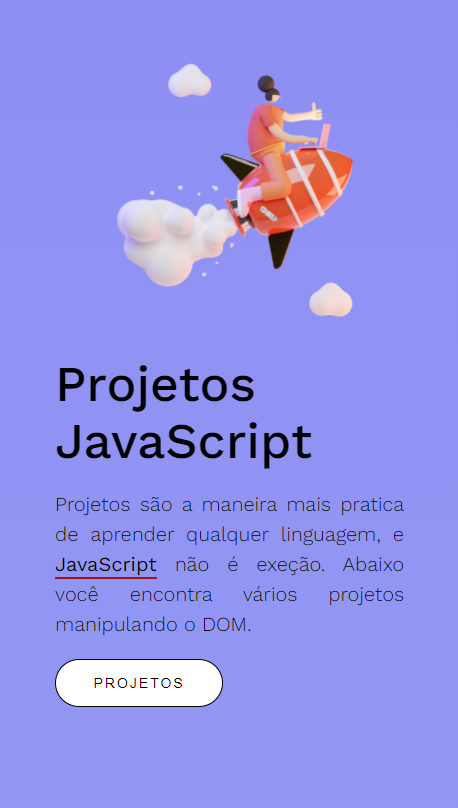 Projetos
JavaScript
Projetos são a maneira mais pratica
de aprender qualquer linguagem, e
JavaScript não é exeção. Abaixo
você encontra vários projetos
manipulando o DOM.
PROJETOS